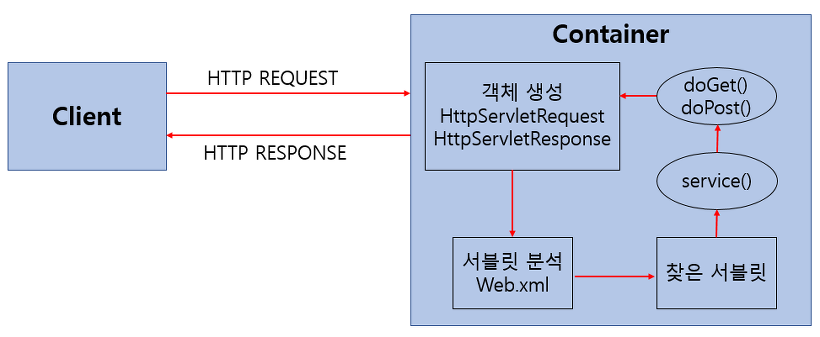 Container
Client
HTTP REQUEST
HTTP RESPONSE
객체 생성
HttpServletRequest
HttpServletResponse
doGet()
doPost()
service()
서블릿 분석
Web.xml
찾은 서블릿